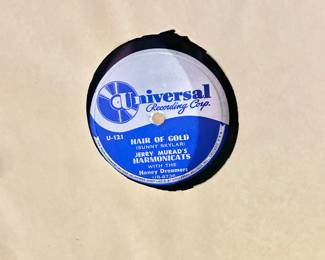 Universal
Recording Corp.
U-121
HAIR OF GOLD
(SUNNY SKYLAR)
JERRY MURAD'S
HARMONICATS
WITH THE
Honey Dreamers